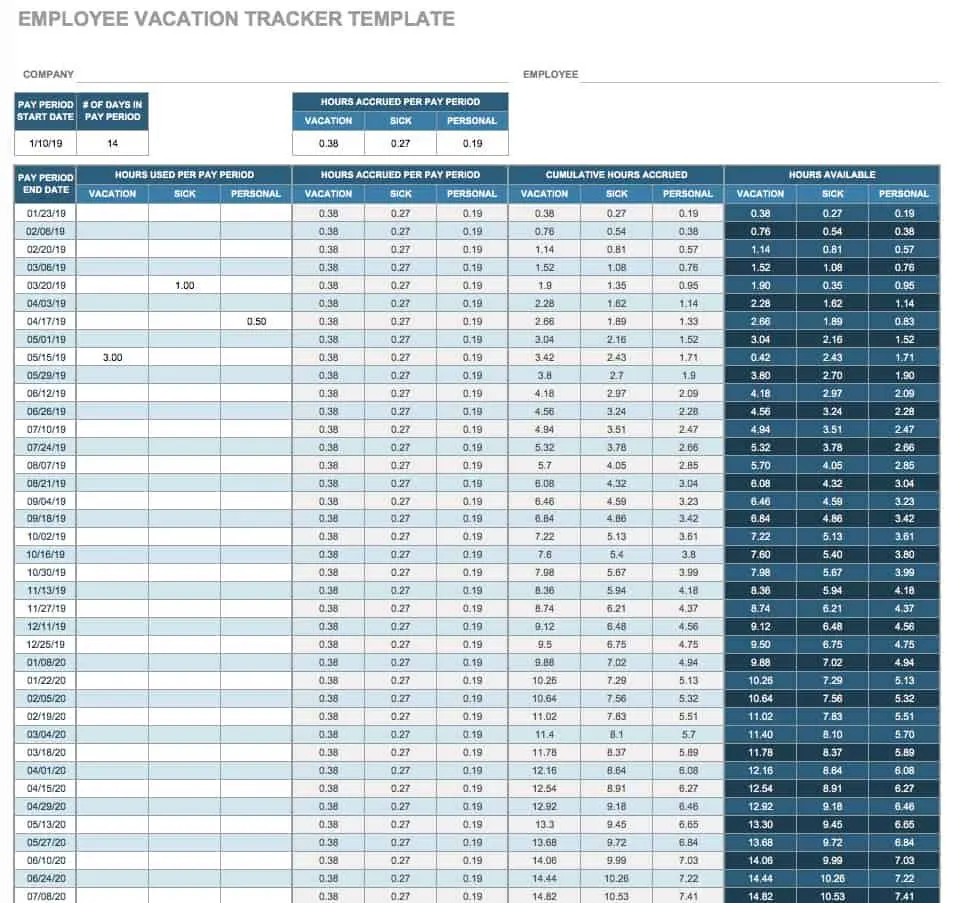 EMPLOYEE VACATION TRACKER TEMPLATE
COMPANY EMPLOYEE
PAY PERIOD START DATE # OF DAYS IN PAY PERIOD HOURS ACCRUED PER PAY PERIOD
VACATION SICK PERSONAL
1/10/19 14 0.38 0.27 0.19
PAY PERIOD END DATE HOURS USED PER PAY PERIOD HOURS ACCRUED PER PAY PERIOD CUMULATIVE HOURS ACCRUED HOURS AVAILABLE
VACATION SICK PERSONAL VACATION SICK PERSONAL VACATION SICK PERSONAL VACATION SICK PERSONAL
01/23/19 0.38 0.27 0.19 0.38 0.27 0.19 0.38 0.27 0.19
02/06/19 0.38 0.27 0.19 0.76 0.54 0.38 0.76 0.54 0.38
02/20/19 0.38 0.27 0.19 1.14 0.81 0.57 1.14 0.81 0.57
03/06/19 0.38 0.27 0.19 1.52 1.08 0.76 1.52 1.08 0.76
03/20/19 1.00 0.38 0.27 0.19 1.9 1.35 0.95 1.90 0.35 0.95
04/03/19 0.38 0.27 0.19 2.28 1.62 1.14 2.28 1.62 1.14
04/17/19 0.50 0.38 0.27 0.19 2.66 1.89 1.33 2.66 1.89 0.83
05/01/19 0.38 0.27 0.19 3.04 2.16 1.52 3.04 2.16 1.52
05/15/19 3.00 0.38 0.27 0.19 3.42 2.43 1.71 0.42 2.43 1.71
05/29/19 0.38 0.27 0.19 3.8 2.7 1.9 3.80 2.70 1.90
06/12/19 0.38 0.27 0.19 4.18 2.97 2.09 4.18 2.97 2.09
06/26/19 0.38 0.27 0.19 4.56 3.24 2.28 4.56 3.24 2.28
07/10/19 0.38 0.27 0.19 4.94 3.51 2.47 4.94 3.51 2.47
07/24/19 0.38 0.27 0.19 5.32 3.78 2.66 5.32 3.78 2.66
08/07/19 0.38 0.27 0.19 5.7 4.05 2.85 5.70 4.05 2.85
08/21/19 0.38 0.27 0.19 6.08 4.32 3.04 6.08 4.32 3.04
09/04/19 0.38 0.27 0.19 6.46 4.59 3.23 6.46 4.59 3.23
09/18/19 0.38 0.27 0.19 6.84 4.86 3.42 6.84 4.86 3.42
10/02/19 0.38 0.27 0.19 7.22 5.13 3.61 7.22 5.13 3.61
10/16/19 0.38 0.27 0.19 7.6 5.4 3.8 7.60 5.40 3.80
10/30/19 0.38 0.27 0.19 7.98 5.67 3.99 7.98 5.67 3.99
11/13/19 0.38 0.27 0.19 8.36 5.94 4.18 8.36 5.94 4.18
11/27/19 0.38 0.27 0.19 8.74 6.21 4.37 8.74 6.21 4.37
12/11/19 0.38 0.27 0.19 9.12 6.48 4.56 9.12 6.48 4.56
12/25/19 0.38 0.27 0.19 9.5 6.75 4.75 9.50 6.75 4.75
01/08/20 0.38 0.27 0.19 9.88 7.02 4.94 9.88 7.02 4.94
01/22/20 0.38 0.27 0.19 10.26 7.29 5.13 10.26 7.29 5.13
02/05/20 0.38 0.27 0.19 10.64 7.56 5.32 10.64 7.56 5.32
02/19/20 0.38 0.27 0.19 11.02 7.83 5.51 11.02 7.83 5.51
03/04/20 0.38 0.27 0.19 11.4 8.1 5.7 11.40 8.10 5.70
03/18/20 0.38 0.27 0.19 11.78 8.37 5.89 11.78 8.37 5.89
04/01/20 0.38 0.27 0.19 12.16 8.64 6.08 12.16 8.64 6.08
04/15/20 0.38 0.27 0.19 12.54 8.91 6.27 12.54 8.91 6.27
04/29/20 0.38 0.27 0.19 12.92 9.18 6.46 12.92 9.18 6.46
05/13/20 0.38 0.27 0.19 13.3 9.45 6.65 13.30 9.45 6.65
05/27/20 0.38 0.27 0.19 13.68 9.72 6.84 13.68 9.72 6.84
06/10/20 0.38 0.27 0.19 14.06 9.99 7.03 14.06 9.99 7.03
06/24/20 0.38 0.27 0.19 14.44 10.26 7.22 14.44 10.26 7.22
07/08/20 0.38 0.27 0.19 14.82 10.53 7.41 14.82 10.53 7.41